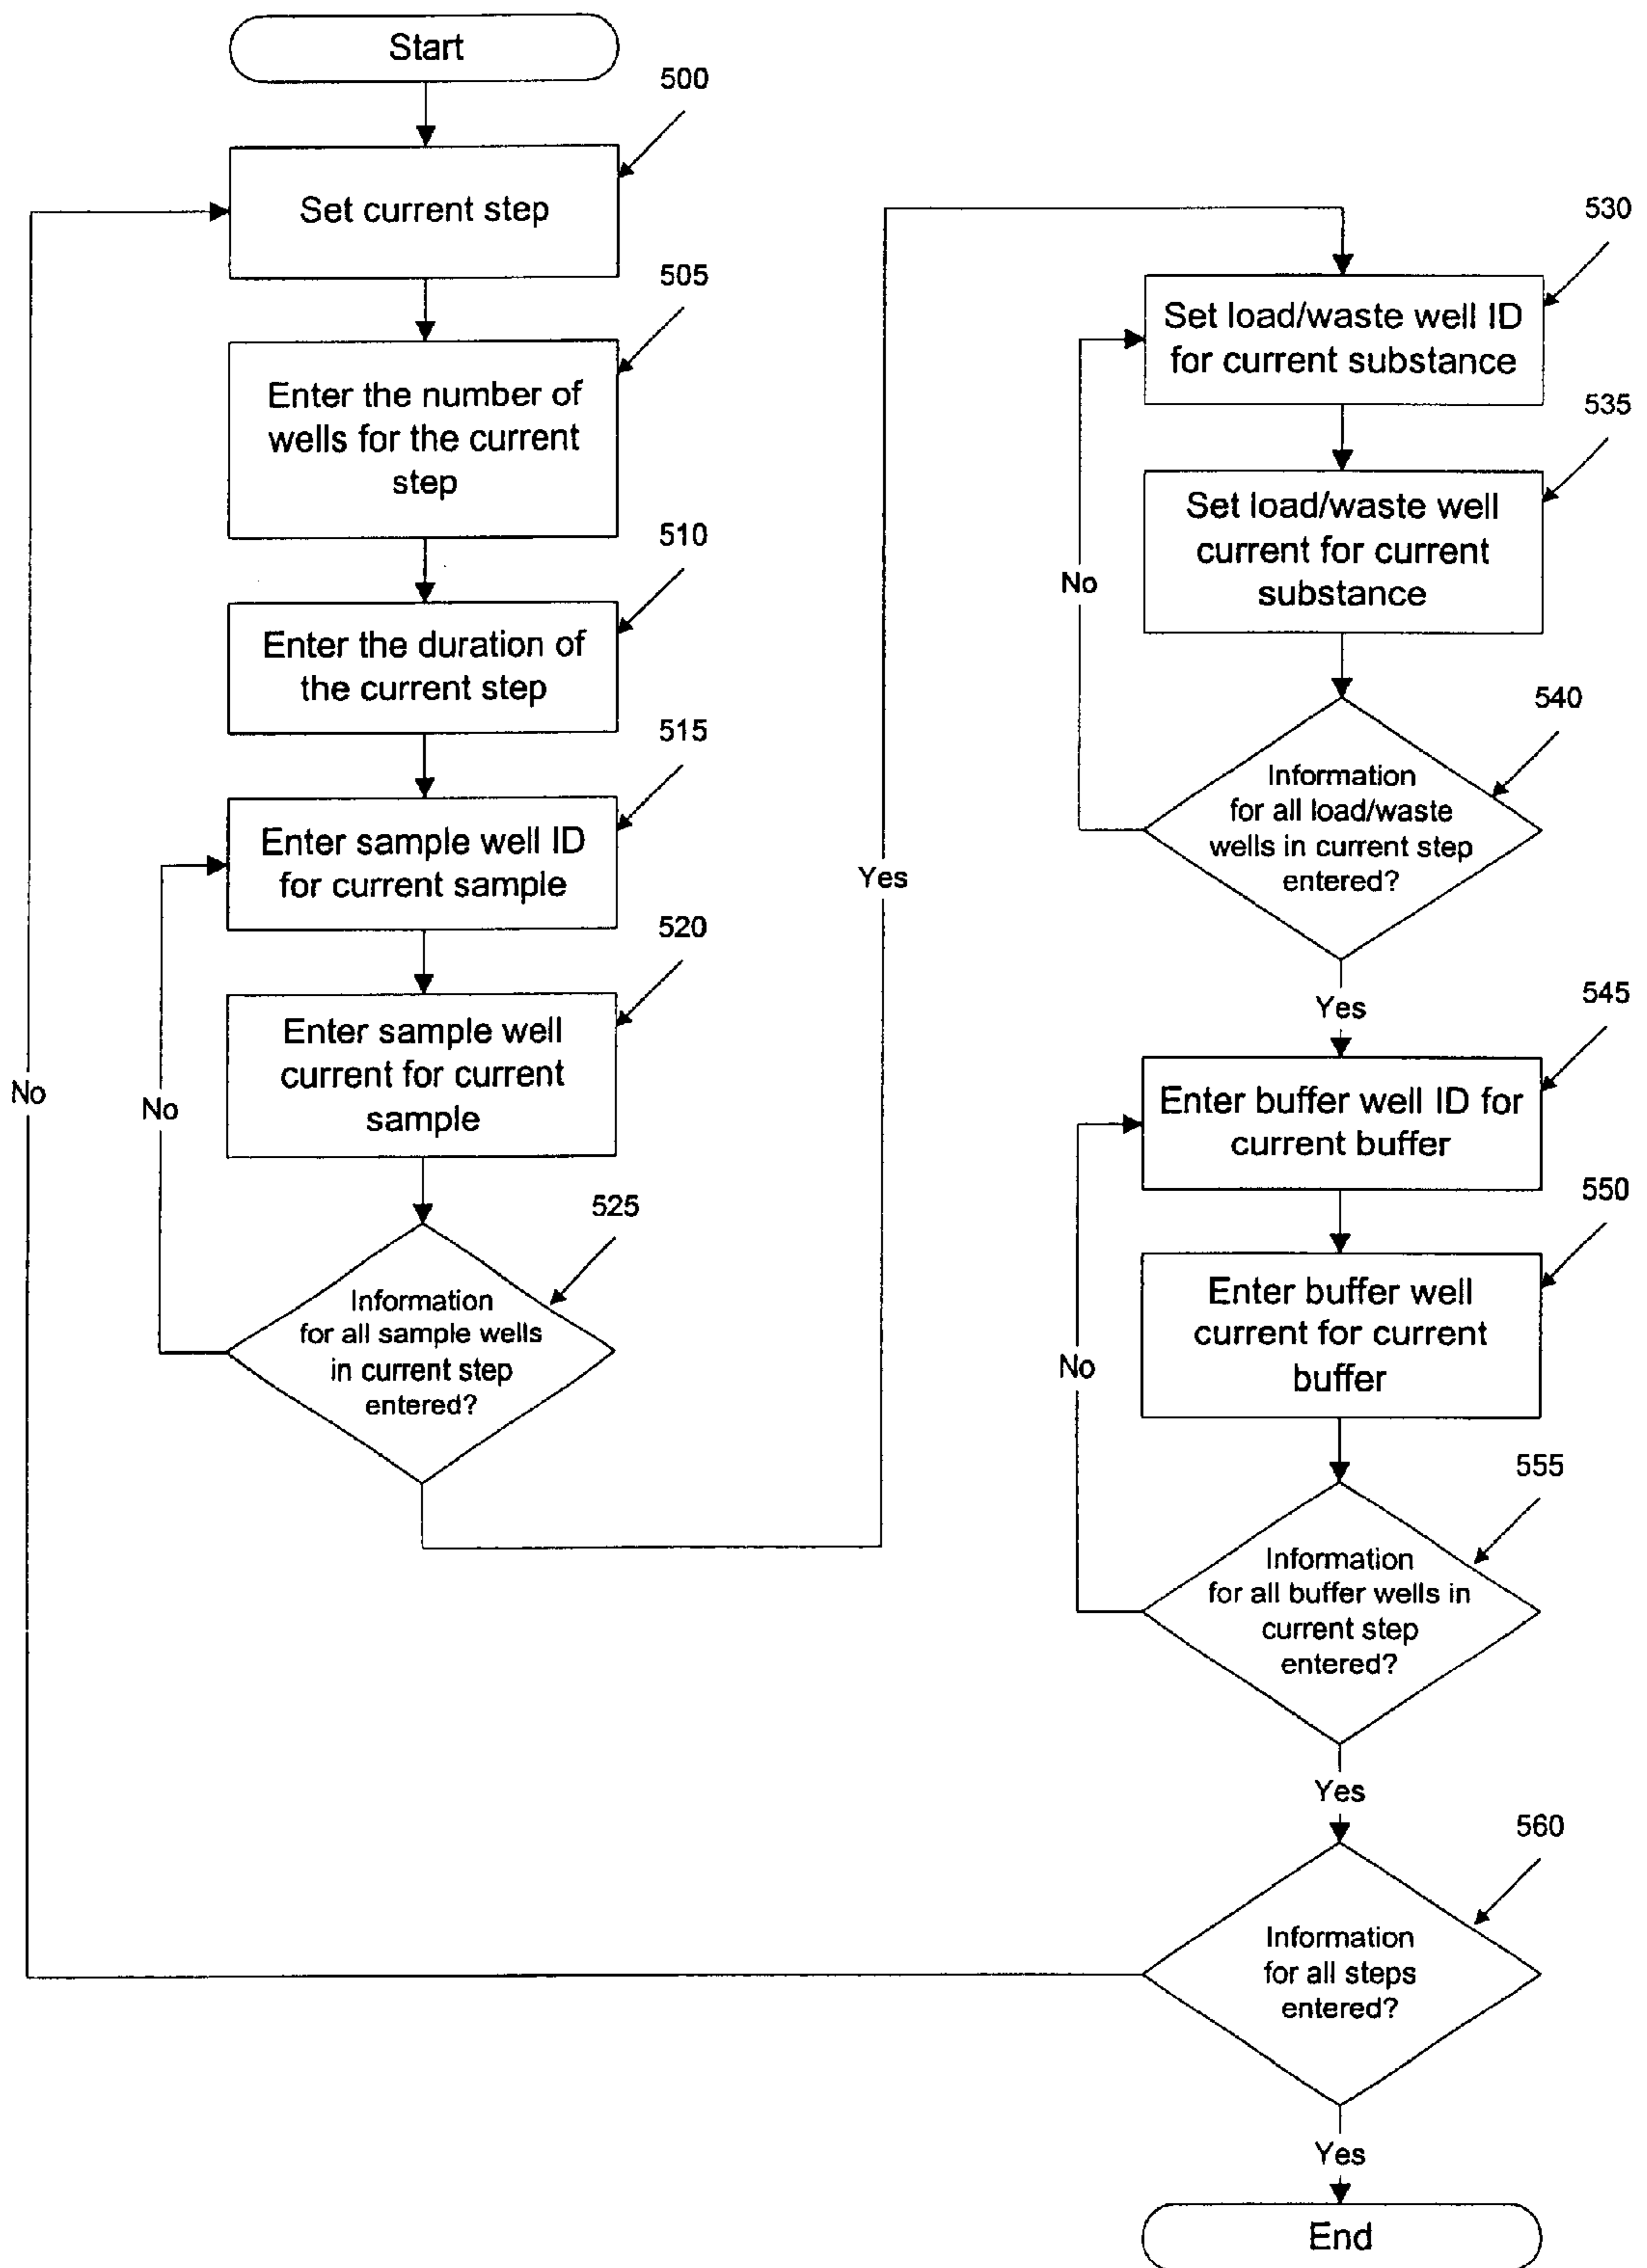 Start
500
Set current step
505
Enter the number of
wells for the current
step
510
Enter the duration of
the current step
515
Enter sample well ID
for current sample
520
Enter sample well
current for current
sample
No
No
525
Information
for all sample wells
in current step
entered?
Yes
530
Set load/waste well ID
for current substance
535
Set load/waste well
current for current
substance
No
540
Information
for all load/waste
wells in current step
entered?
Yes
545
Enter buffer well ID for
current buffer
550
Enter buffer well
current for current
buffer
No
555
Information
for all buffer wells in
current step
entered?
Yes
560
Information
for all steps
entered?
Yes
End